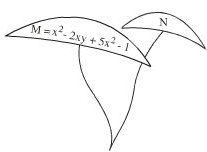 M = x² - 2xy + 5x² - 1
N